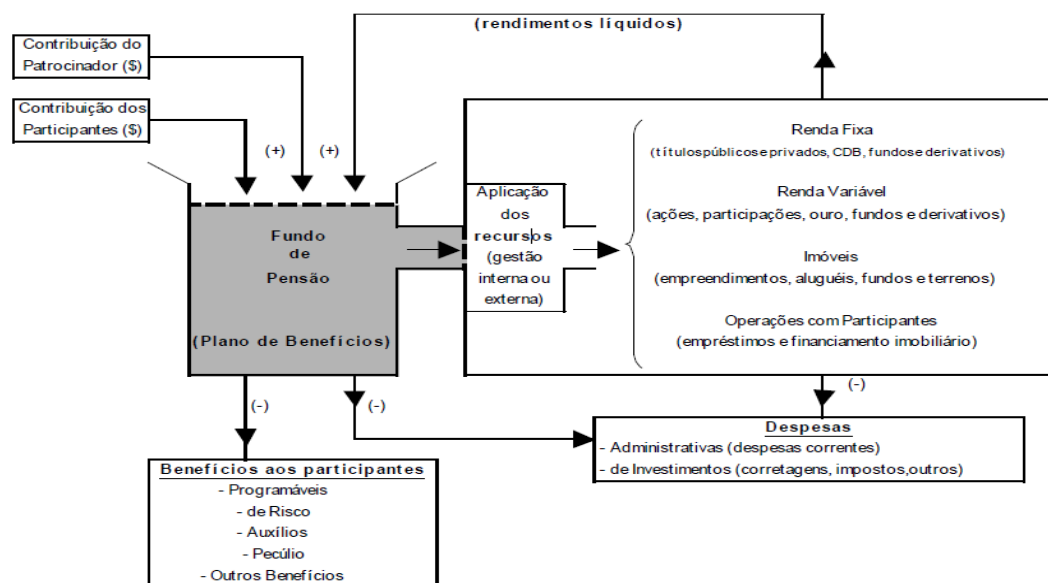 (rendimentos líquidos)
Contribuição do
Patrocinador ($)
Contribuição dos
Participantes ($)
(+)
(+)
Fundo
de
Pensão
(Plano de Benefícios)
Aplicação
dos
recursos
(gestão
interna ou
externa)
Renda Fixa
(títulos públicos e privados, CDB, fundos e derivativos)
Renda Variável
(ações, participações, ouro, fundos e derivativos)
Imóveis
(empreendimentos, aluguéis, fundos e terrenos)
Operações com Participantes
(empréstimos e financiamento imobiliário)
(-)
(-)
(-)
Despesas
- Administrativas (despesas correntes)
- de Investimentos (corretagens, impostos,outros)
Benefícios aos participantes
- Programáveis
- de Risco
- Auxílios
- Pecúlio
- Outros Benefícios